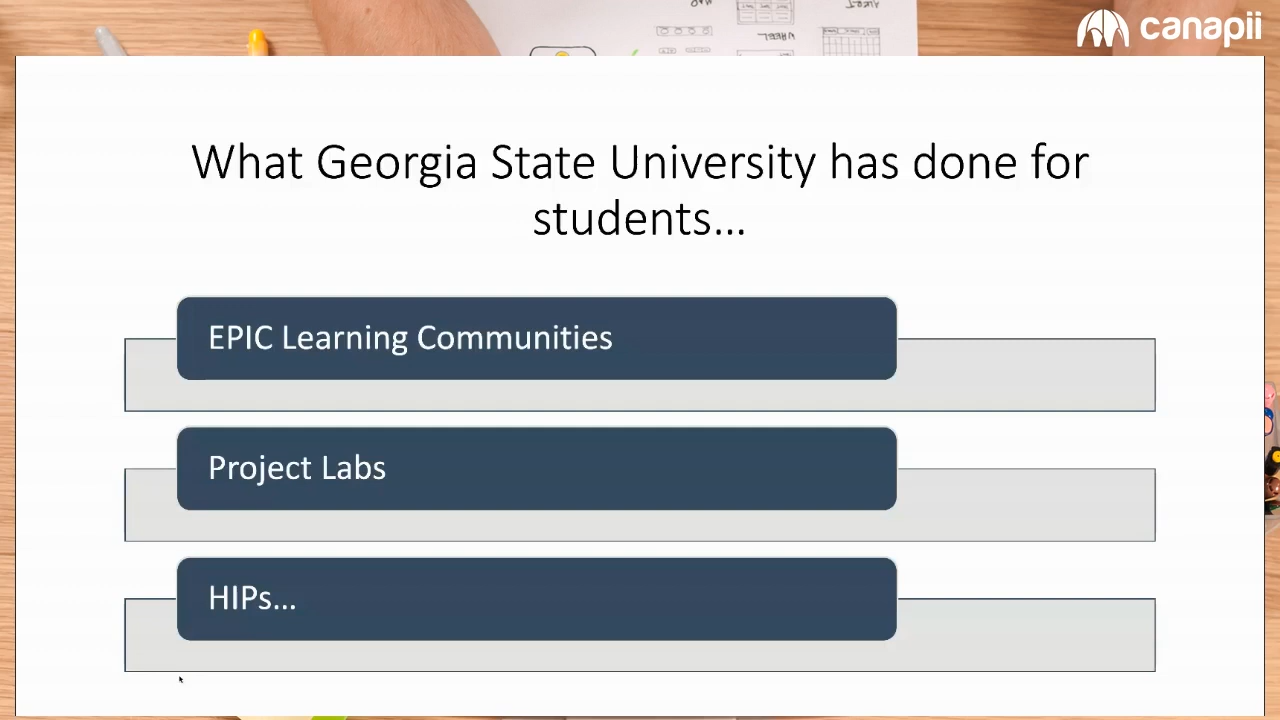 canapii
What Georgia State University has done for
students...
EPIC Learning Communities
Project Labs
HIPs...